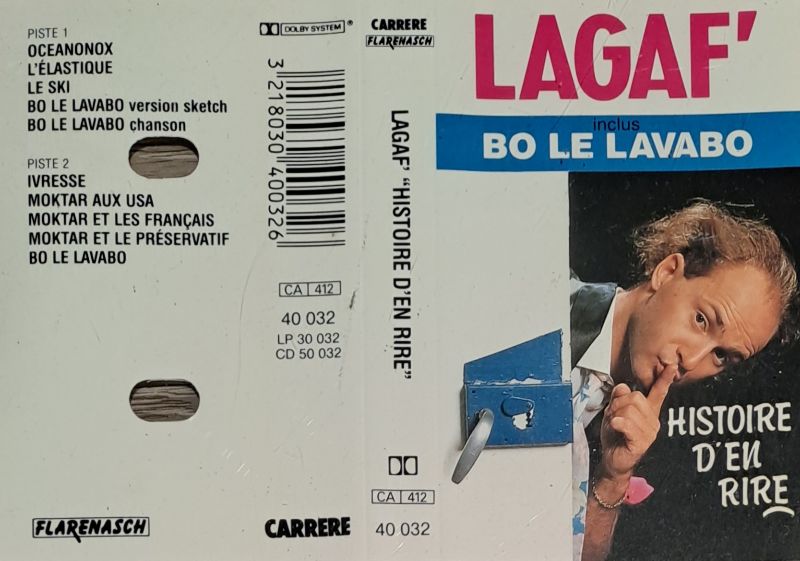 PISTE 1
OCEANONOX
L'ÉLASTIQUE
LE SKI
BO LE LAVABO version sketch
BO LE LAVABO chanson
PISTE 2
IVRESSE
MOKTAR AUX USA
MOKTAR ET LES FRANÇAIS
MOKTAR ET LE PRÉSERVATIF
BO LE LAVABO
DOLBY SYSTEM®
3 218030 400326
CA 412
40 032
LP 30 032
CD 50 032
FLARENASCH
CARRERE
CARRERE
FLARENASCH
LAGAF' "HISTOIRE D'EN RIRE"
CA 412
40 032
LAGAF'
inclus
BO LE LAVABO
HISTOIRE
D'EN
RIRE